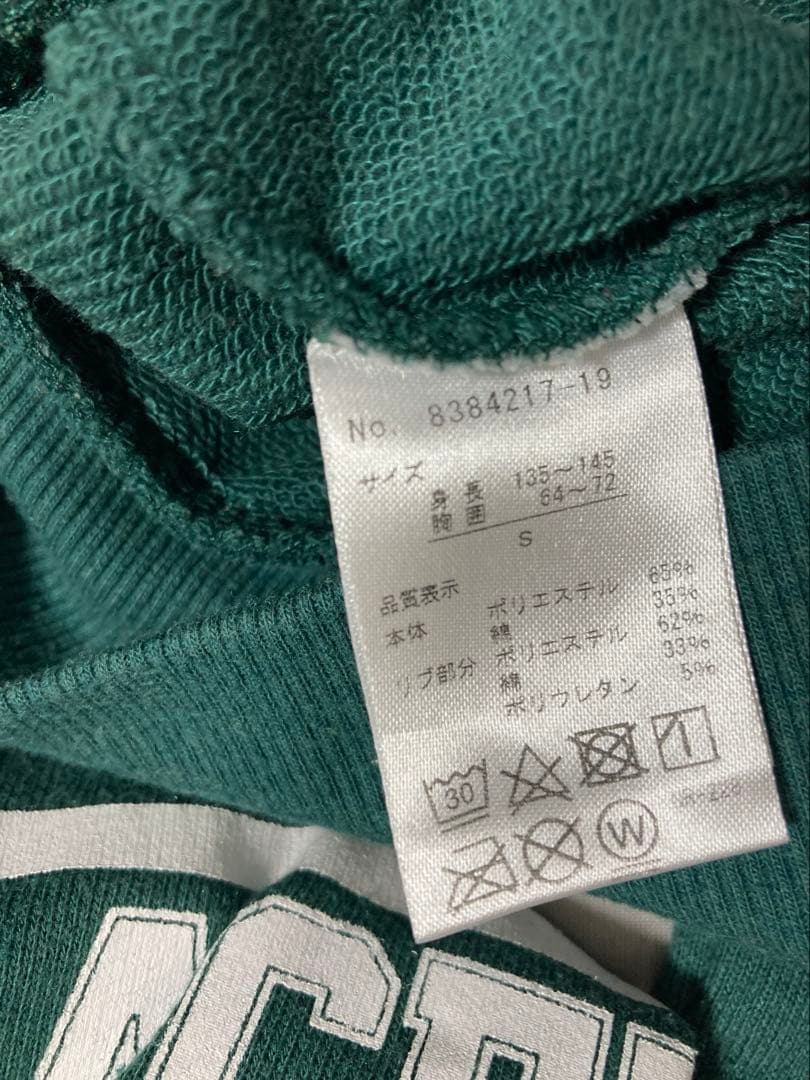 No. 8384217-19
サイズ
身長 135～145
胸囲 64～72
S
品質表示
本体 ポリエステル 65%
綿 35%
リブ部分 ポリエステル 62%
綿 33%
ポリウレタン 5%
30
W